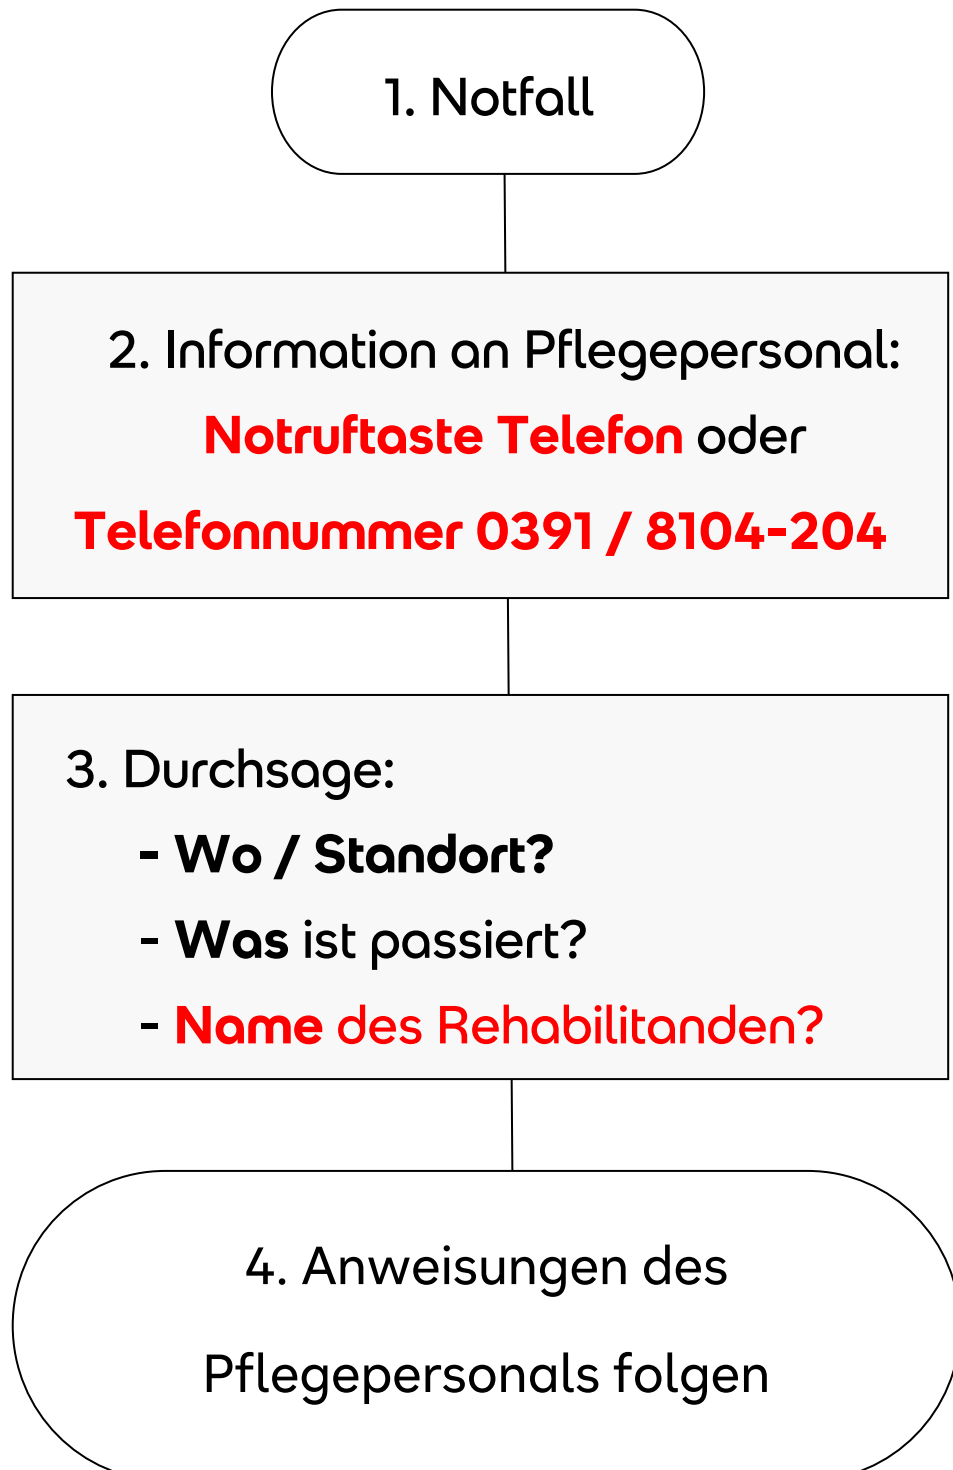 1. Notfall
2. Information an Pflegepersonal:
Notruftaste Telefon oder
Telefonnummer 0391 / 8104-204
3. Durchsage:
- Wo / Standort?
- Was ist passiert?
- Name des Rehabilitanden?
4. Anweisungen des
Pflegepersonals folgen